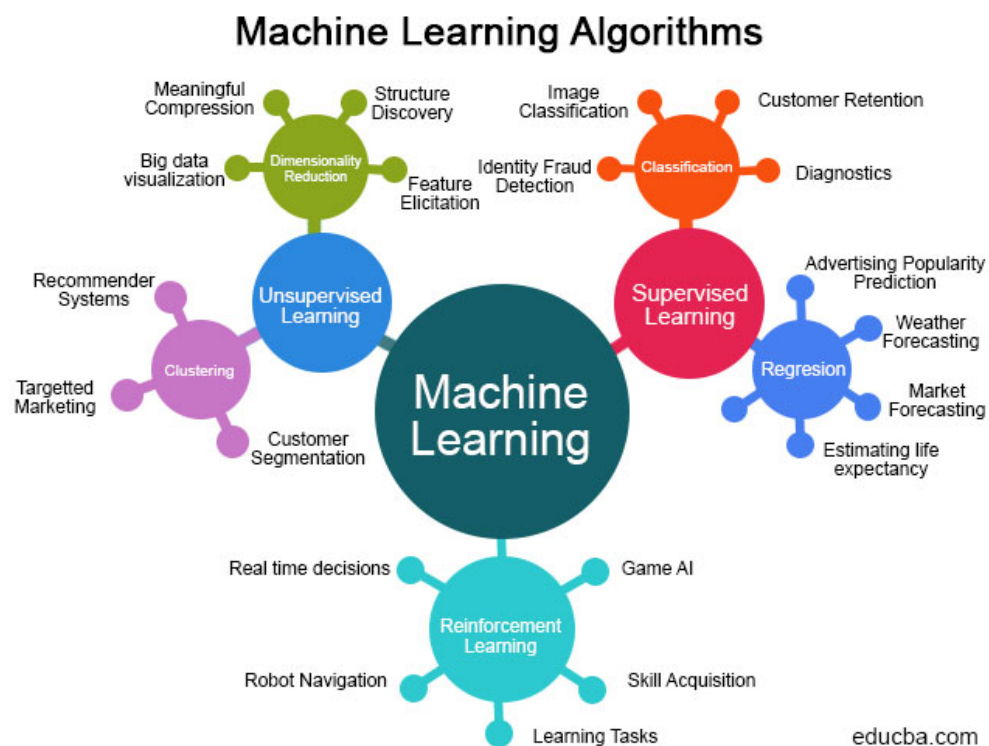 Machine Learning Algorithms
Meaningful
Compression
Structure
Discovery
Big data
visualization
Dimensionality
Reduction
Feature
Elicitation
Image
Classification
Customer Retention
Identity Fraud
Detection
Classification
Diagnostics
Recommender
Systems
Unsupervised
Learning
Clustering
Targetted
Marketing
Customer
Segmentation
Machine
Learning
Supervised
Learning
Advertising Popularity
Prediction
Weather
Forecasting
Regresion
Market
Forecasting
Estimating life
expectancy
Real time decisions
Game AI
Reinforcement
Learning
Robot Navigation
Skill Acquisition
Learning Tasks
educba.com